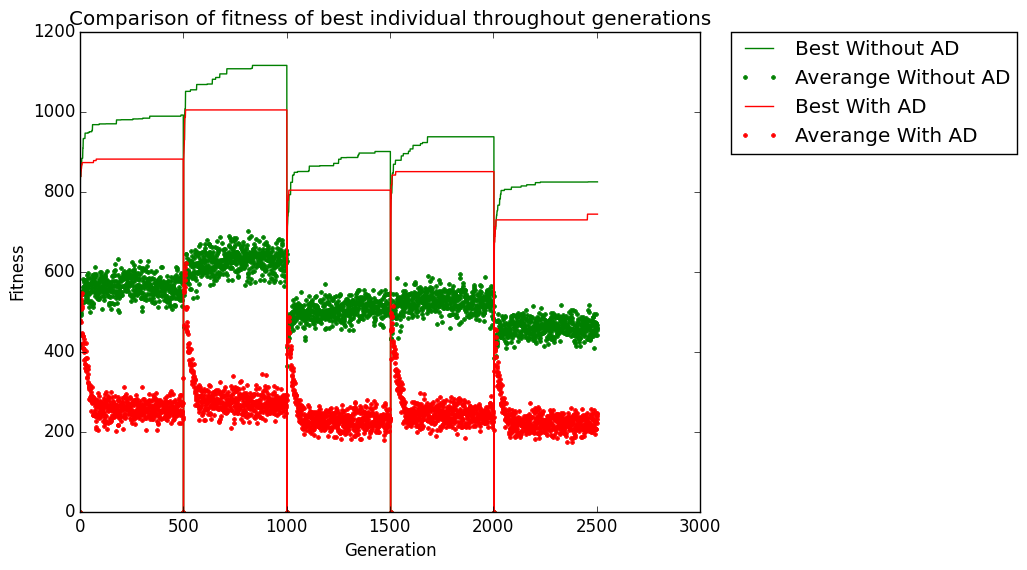 Comparison of fitness of best individual throughout generations
1200
1000
800
600
400
200
0
Fitness
0 500 1000 1500 2000 2500 3000
Generation
Best Without AD
Averange Without AD
Best With AD
Averange With AD